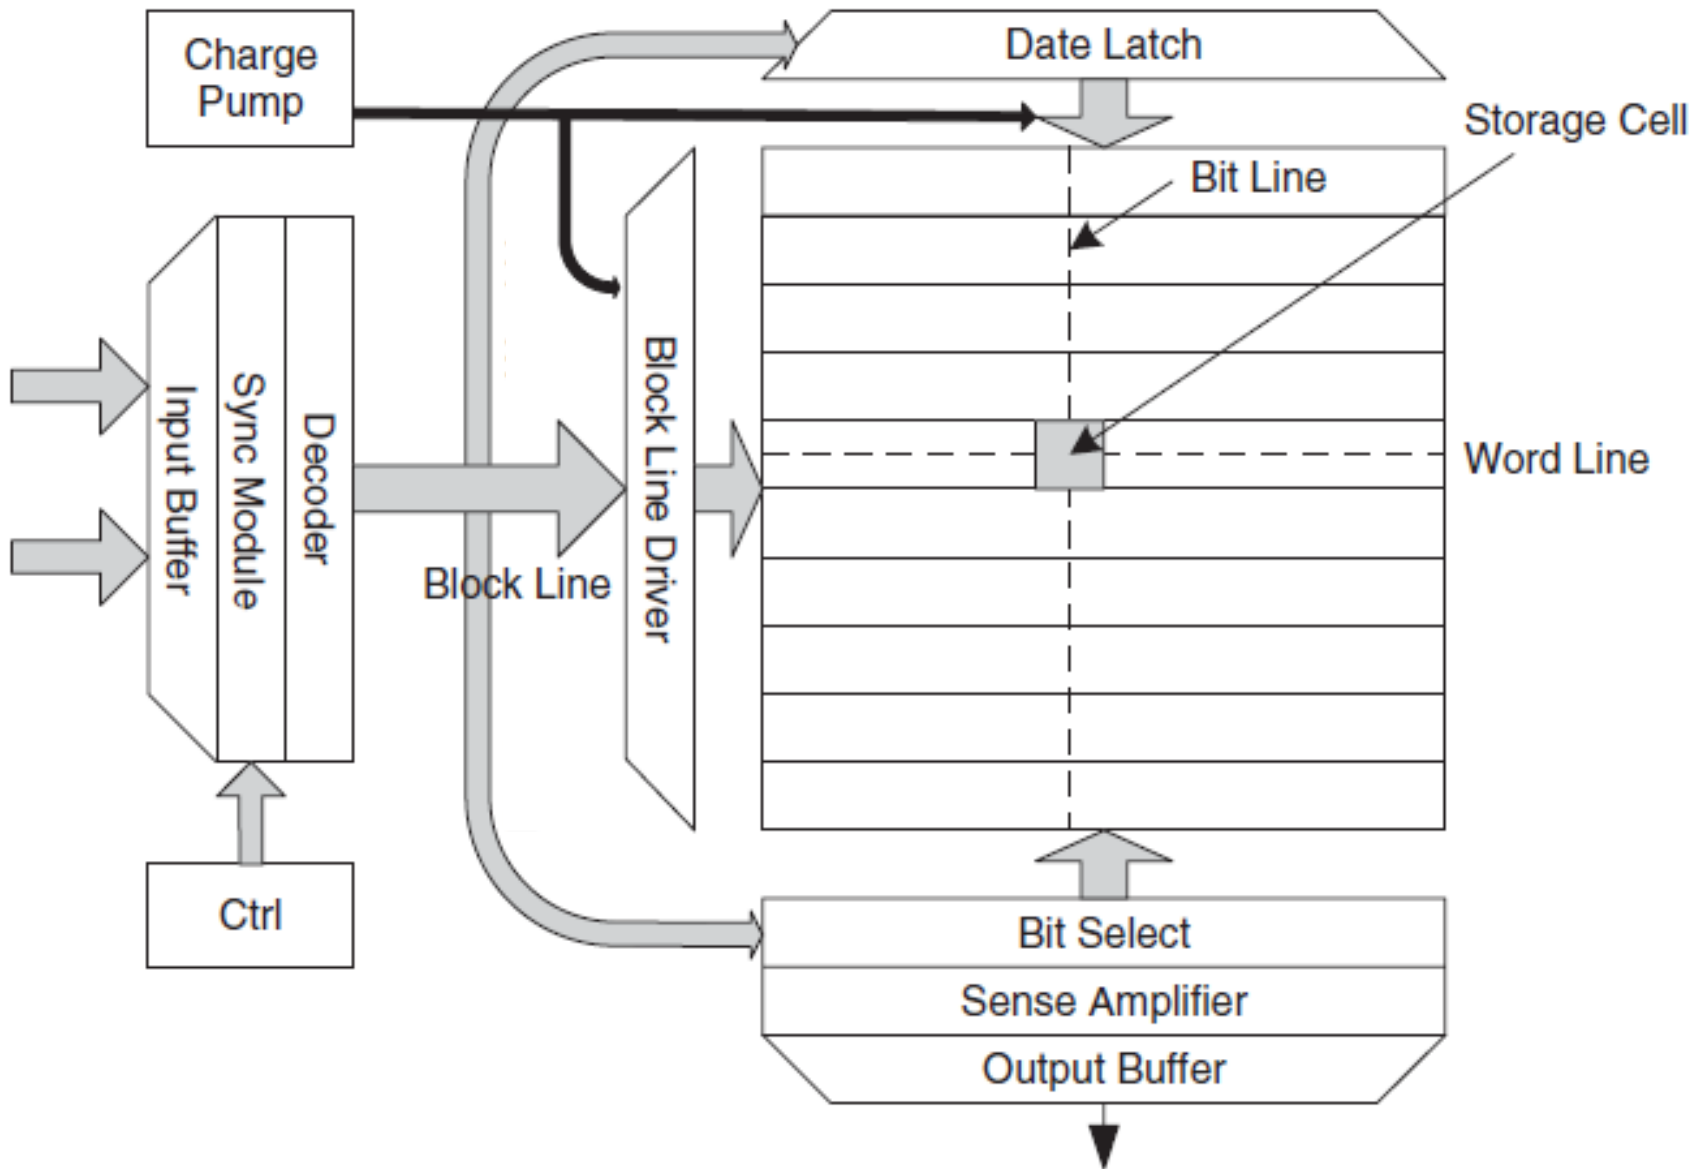 Charge
Pump
Date Latch
Storage Cell
Bit Line
Input Buffer
Sync Module
Decoder
Block Line Driver
Word Line
Block Line
Ctrl
Bit Select
Sense Amplifier
Output Buffer